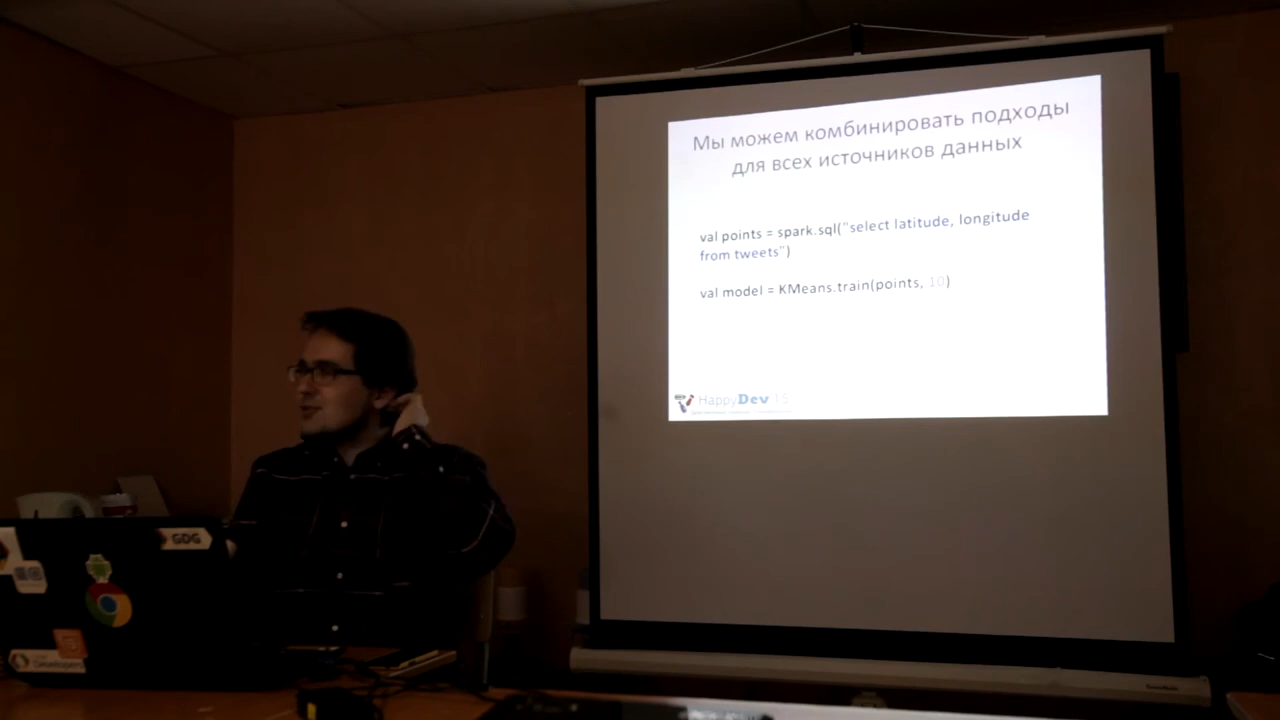 Мы можем комбинировать подходы
для всех источников данных
val points = spark.sql("select latitude, longitude
from tweets")
val model = KMeans.train(points, 10)
HappyDev'15
GDG
Developers